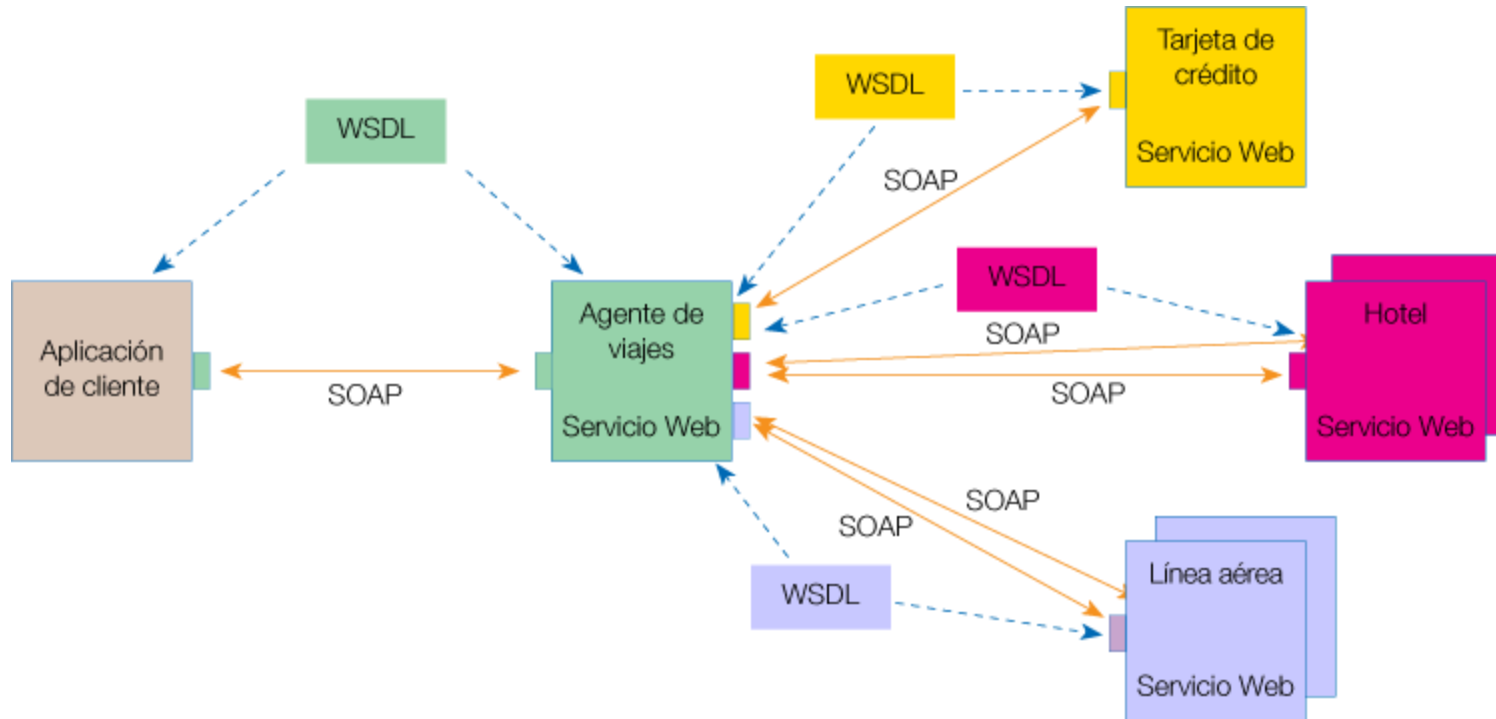 Tarjeta de
crédito
Servicio Web
WSDL
SOAP
WSDL
WSDL
SOAP
Hotel
Servicio Web
Aplicación
de cliente
SOAP
Agente de
viajes
Servicio Web
SOAP
SOAP
SOAP
WSDL
Línea aérea
Servicio Web